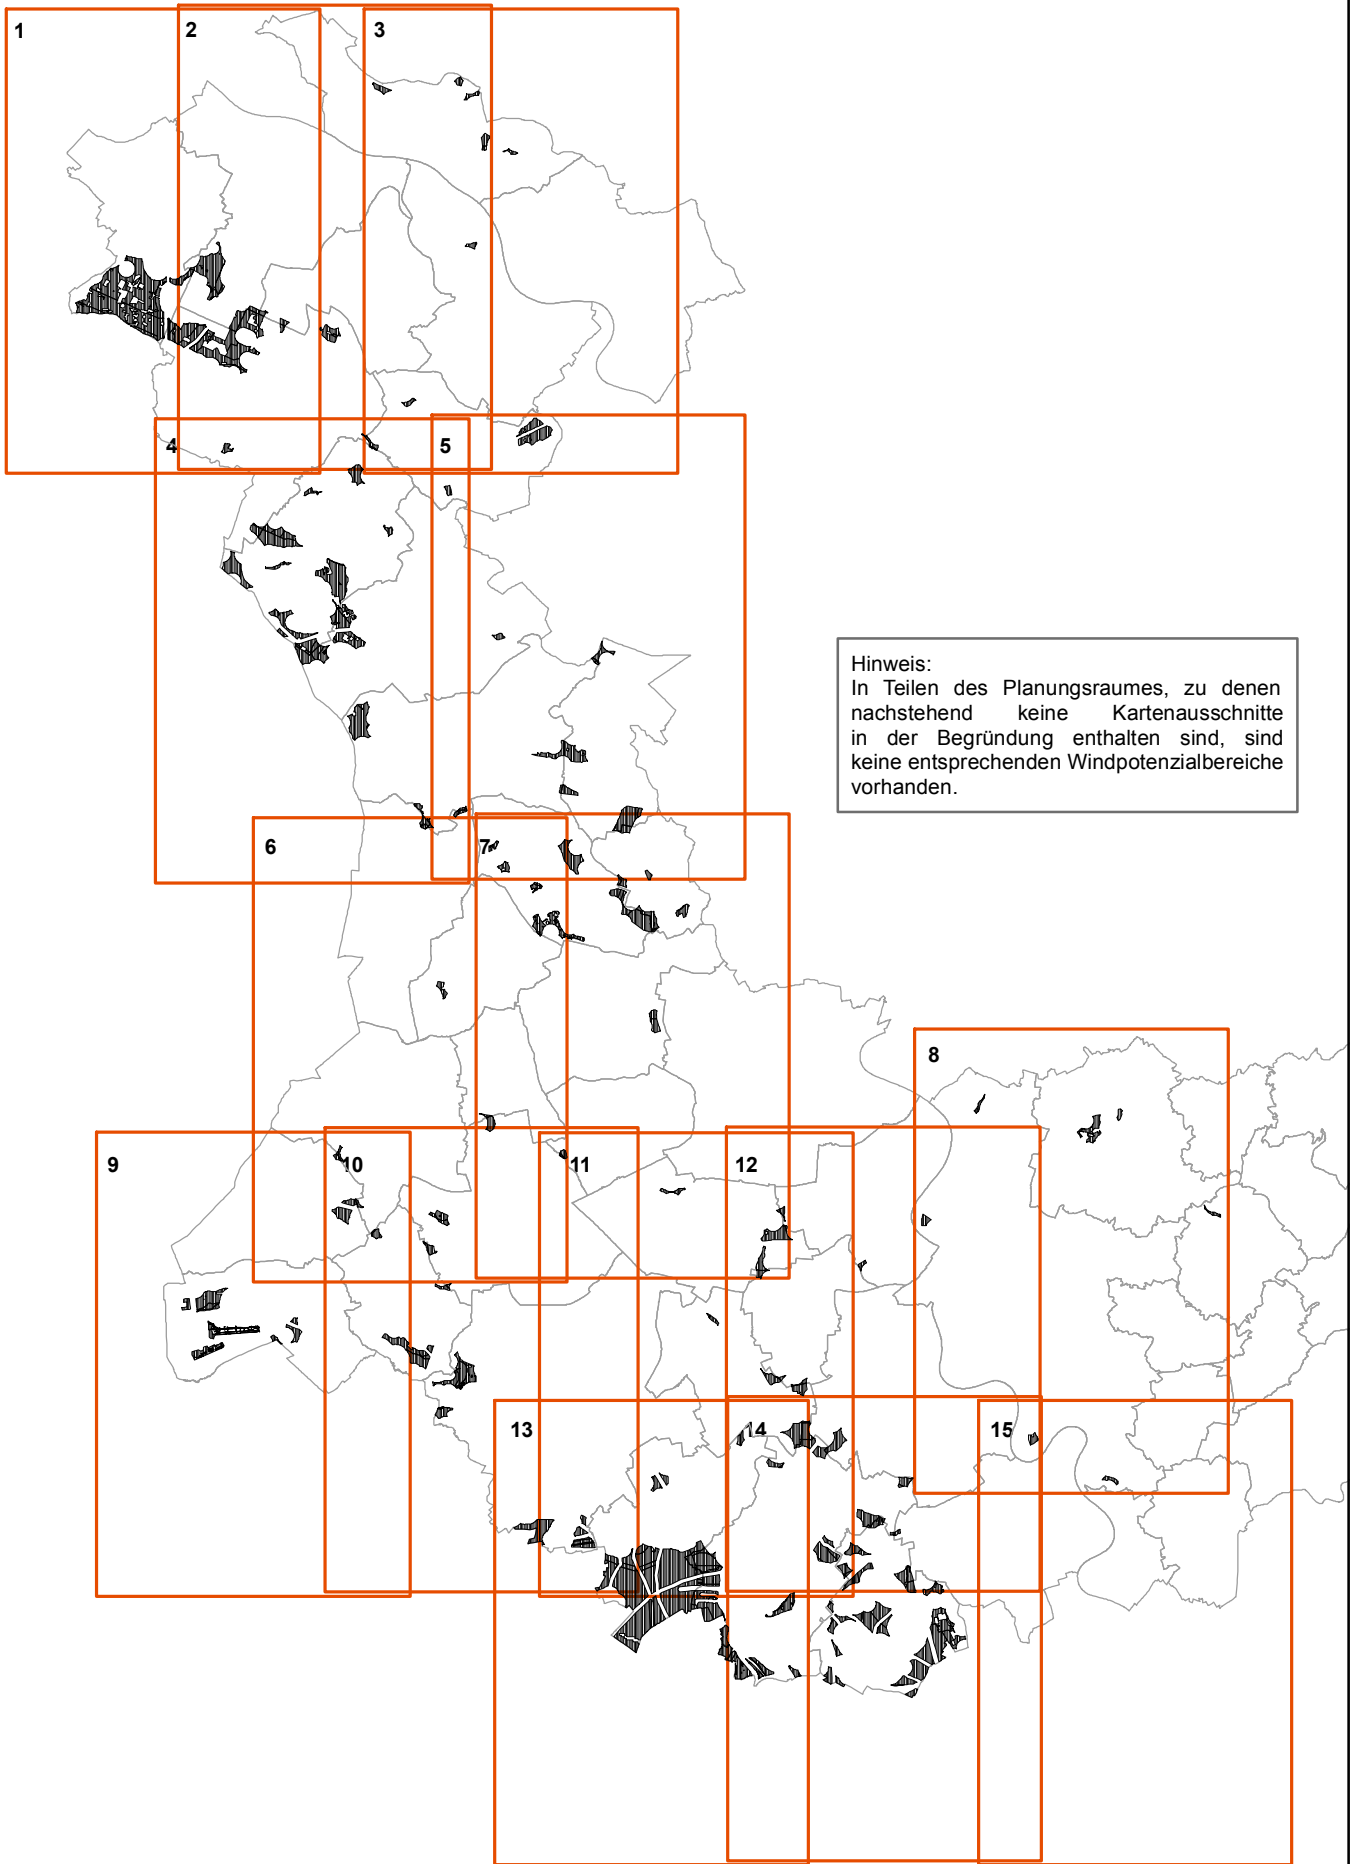 1
2
3
4
5
Hinweis:
In Teilen des Planungsraumes, zu denen
nachstehend keine Kartenausschnitte
in der Begründung enthalten sind, sind
keine entsprechenden Windpotenzialbereiche
vorhanden.
6
7
8
9
10
11
12
13
14
15